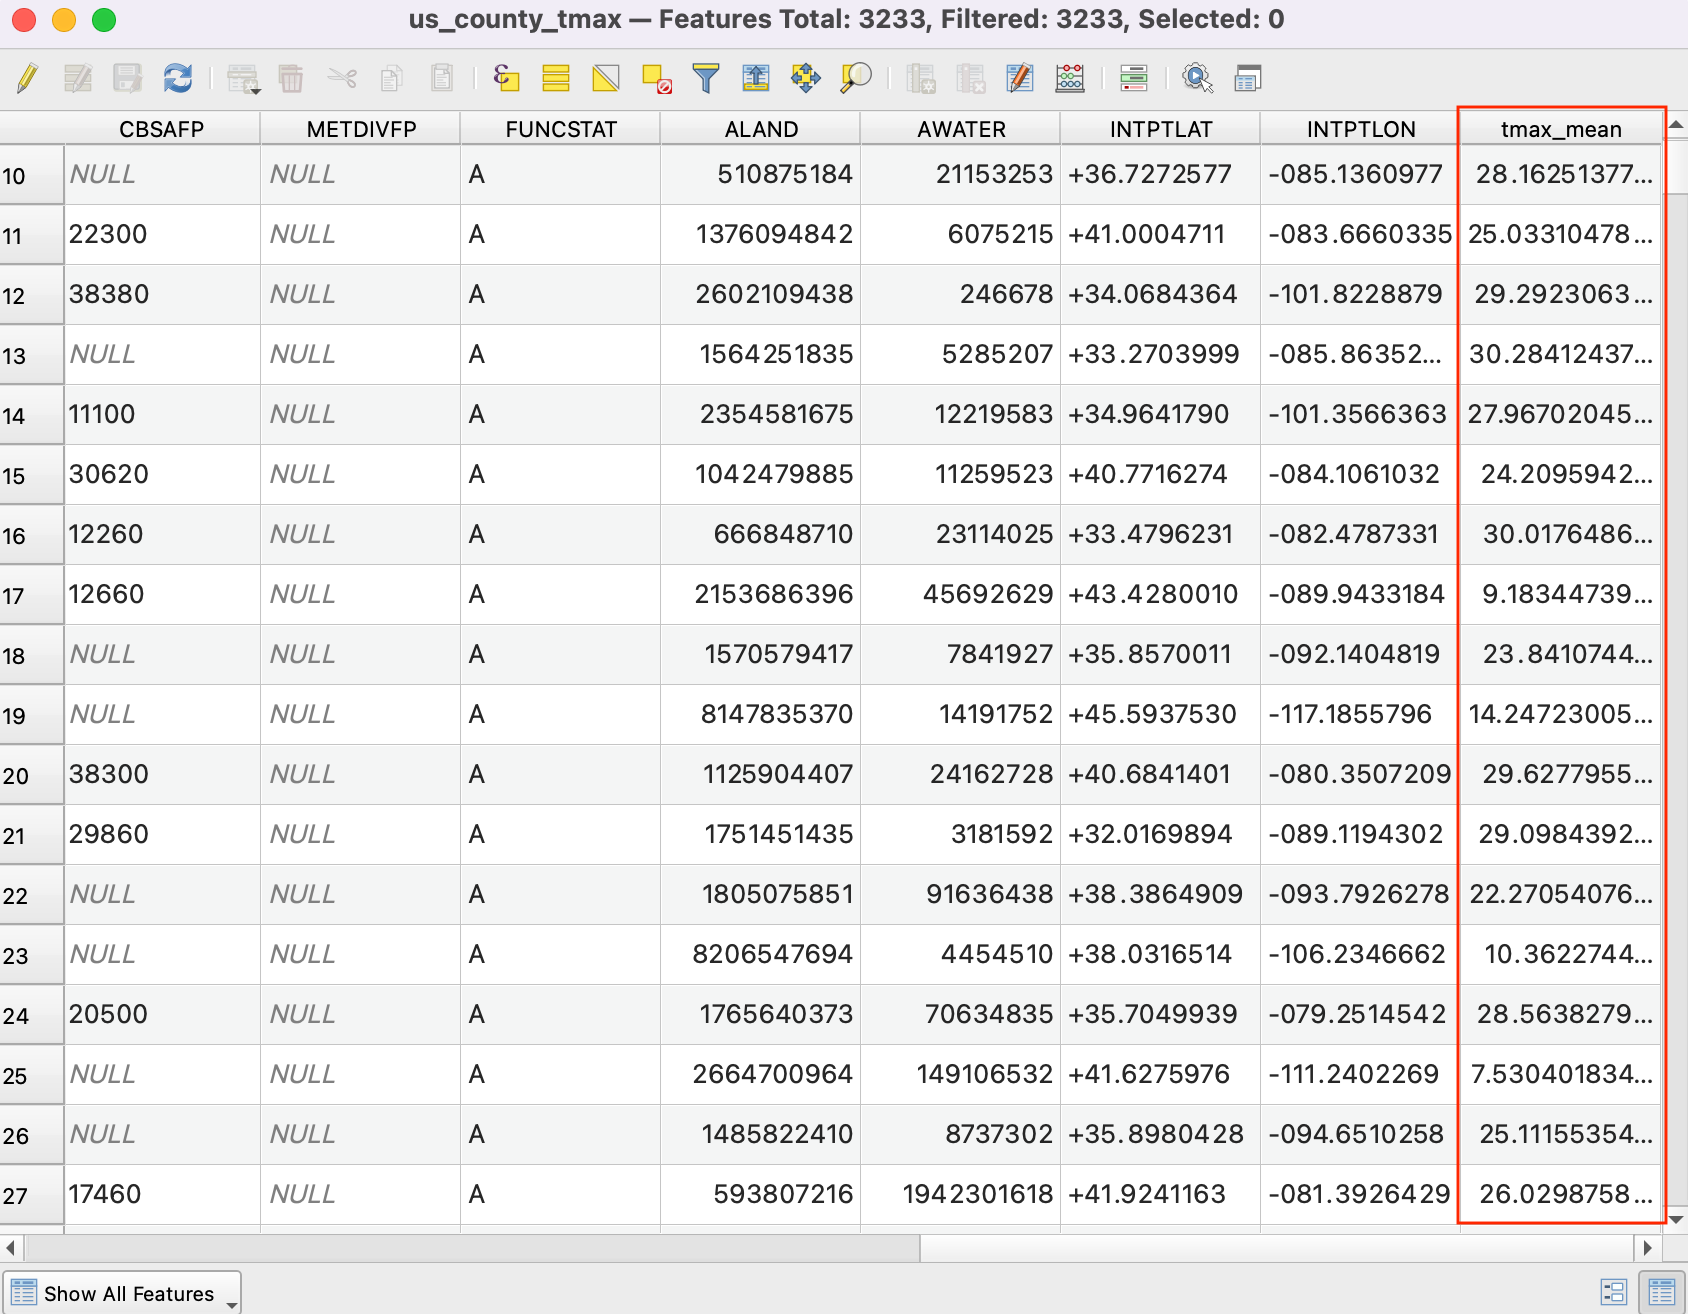 us_county_tmax — Features Total: 3233, Filtered: 3233, Selected: 0
CBSAFP METDIVFP FUNCSTAT ALAND AWATER INTPTLAT INTPTLON tmax_mean
10 NULL NULL A 510875184 21153253 +36.7272577 -085.1360977 28.16251377...
11 22300 NULL A 1376094842 6075215 +41.0004711 -083.6660335 25.03310478...
12 38380 NULL A 2602109438 246678 +34.0684364 -101.8228879 29.2923063...
13 NULL NULL A 1564251835 5285207 +33.2703999 -085.86352... 30.28412437...
14 11100 NULL A 2354581675 12219583 +34.9641790 -101.3566363 27.96702045...
15 30620 NULL A 1042479885 11259523 +40.7716274 -084.1061032 24.2095942...
16 12260 NULL A 666848710 23114025 +33.4796231 -082.4787331 30.0176486...
17 12660 NULL A 2153686396 45692629 +43.4280010 -089.9433184 9.18344739...
18 NULL NULL A 1570579417 7841927 +35.8570011 -092.1404819 23.8410744...
19 NULL NULL A 8147835370 14191752 +45.5937530 -117.1855796 14.24723005...
20 38300 NULL A 1125904407 24162728 +40.6841401 -080.3507209 29.6277955...
21 29860 NULL A 1751451435 3181592 +32.0169894 -089.1194302 29.0984392...
22 NULL NULL A 1805075851 91636438 +38.3864909 -093.7926278 22.27054076...
23 NULL NULL A 8206547694 4454510 +38.0316514 -106.2346662 10.3622744...
24 20500 NULL A 1765640373 70634835 +35.7049939 -079.2514542 28.5638279...
25 NULL NULL A 2664700964 149106532 +41.6275976 -111.2402269 7.530401834...
26 NULL NULL A 1485822410 8737302 +35.8980428 -094.6510258 25.11155354...
27 17460 NULL A 593807216 1942301618 +41.9241163 -081.3926429 26.0298758...
Show All Features